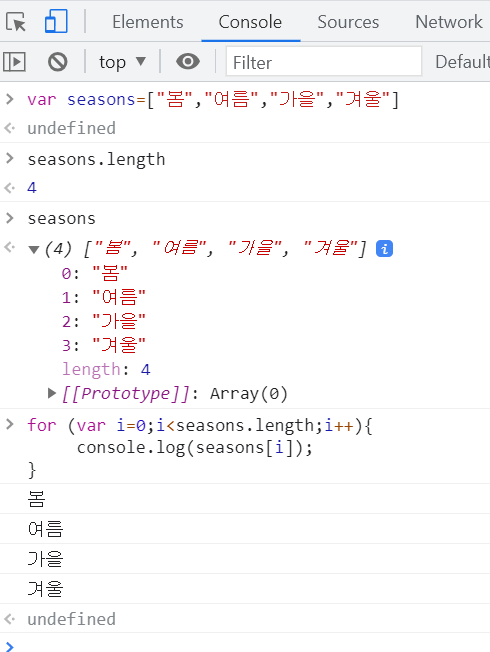 Elements Console Sources Network
top ▼ Filter Default
> var seasons=["봄","여름","가을","겨울"]
undefined
> seasons.length
4
> seasons
(4) ["봄", "여름", "가을", "겨울"]
0: "봄"
1: "여름"
2: "가을"
3: "겨울"
length: 4
[[Prototype]]: Array(0)
> for (var i=0;i<seasons.length;i++){
console.log(seasons[i]);
}
봄
여름
가을
겨울
undefined
>